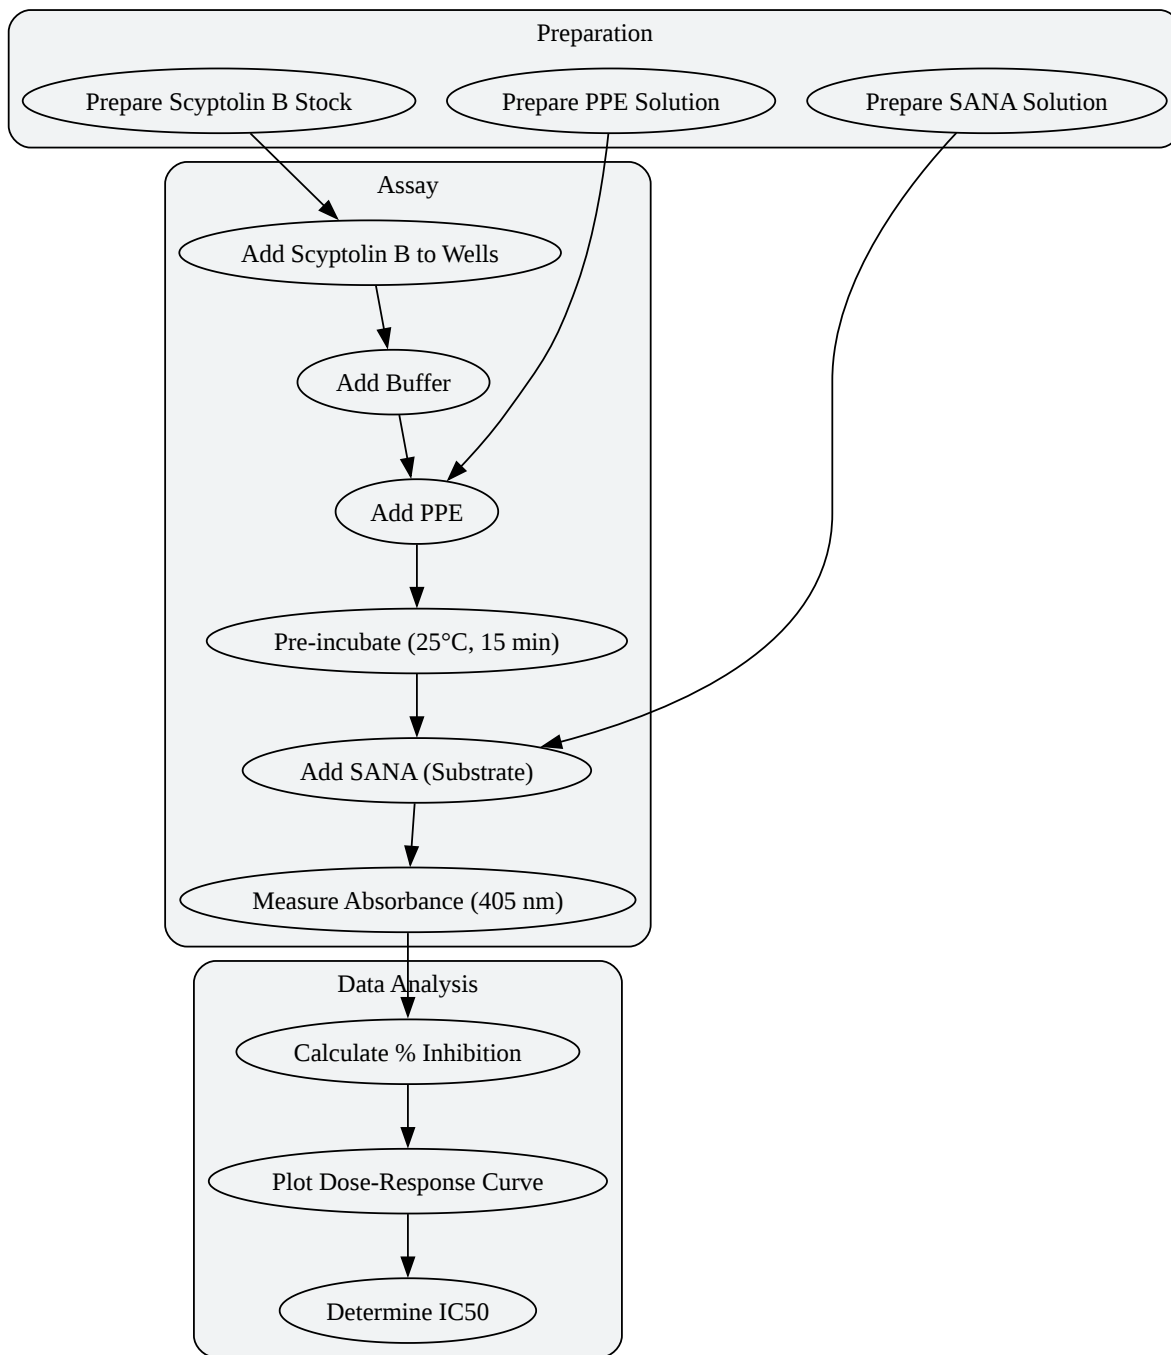 Preparation
Prepare Scyptolin B Stock
Prepare PPE Solution
Prepare SANA Solution
Assay
Add Scyptolin B to Wells
Add Buffer
Add PPE
Pre-incubate (25°C, 15 min)
Add SANA (Substrate)
Measure Absorbance (405 nm)
Data Analysis
Calculate % Inhibition
Plot Dose-Response Curve
Determine IC50